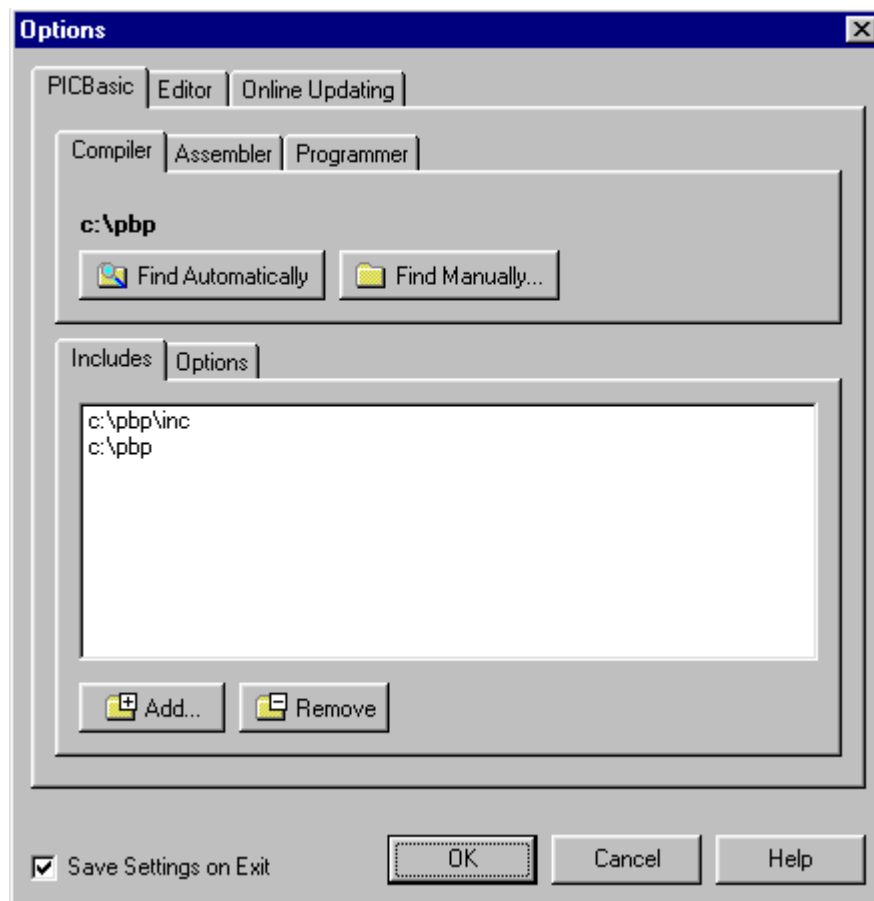 Options
PICBasic Editor Online Updating
Compiler Assembler Programmer
c:\pbp
Find Automatically Find Manually...
Includes Options
c:\pbp\inc
c:\pbp
Add... Remove
Save Settings on Exit OK Cancel Help